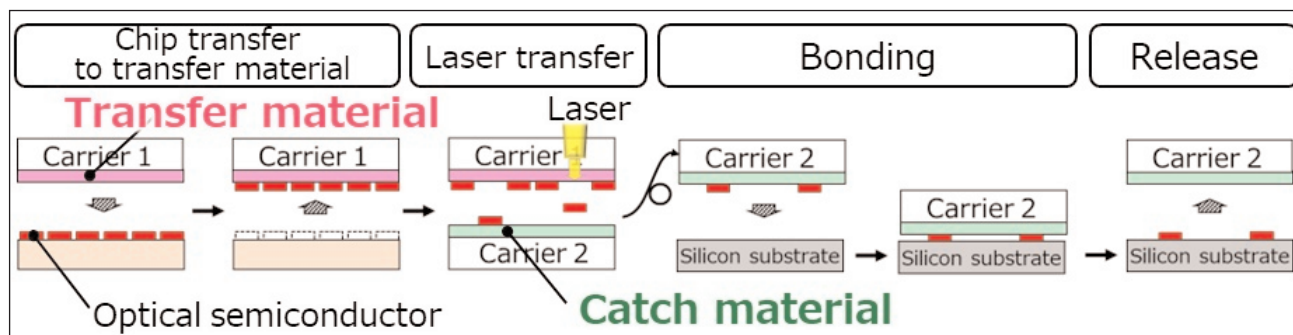 Chip transfer
to transfer material
Laser transfer
Bonding
Release
Transfer material
Laser
Carrier 1
Carrier 1
Carrier
Carrier 2
Carrier 2
Carrier 2
Carrier 2
Silicon substrate
Silicon substrate
Silicon substrate
Optical semiconductor
Catch material